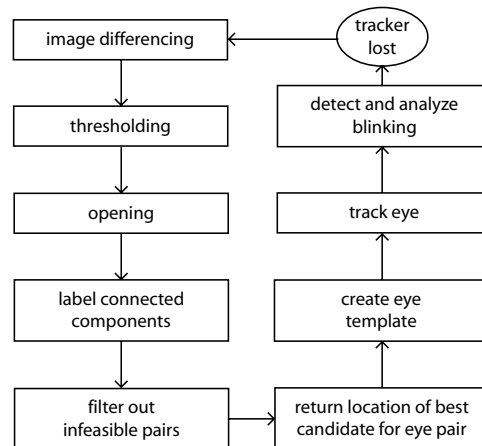 image differencing
thresholding
opening
label connected
components
filter out
infeasible pairs
return location of best
candidate for eye pair
create eye
template
track eye
detect and analyze
blinking
tracker
lost